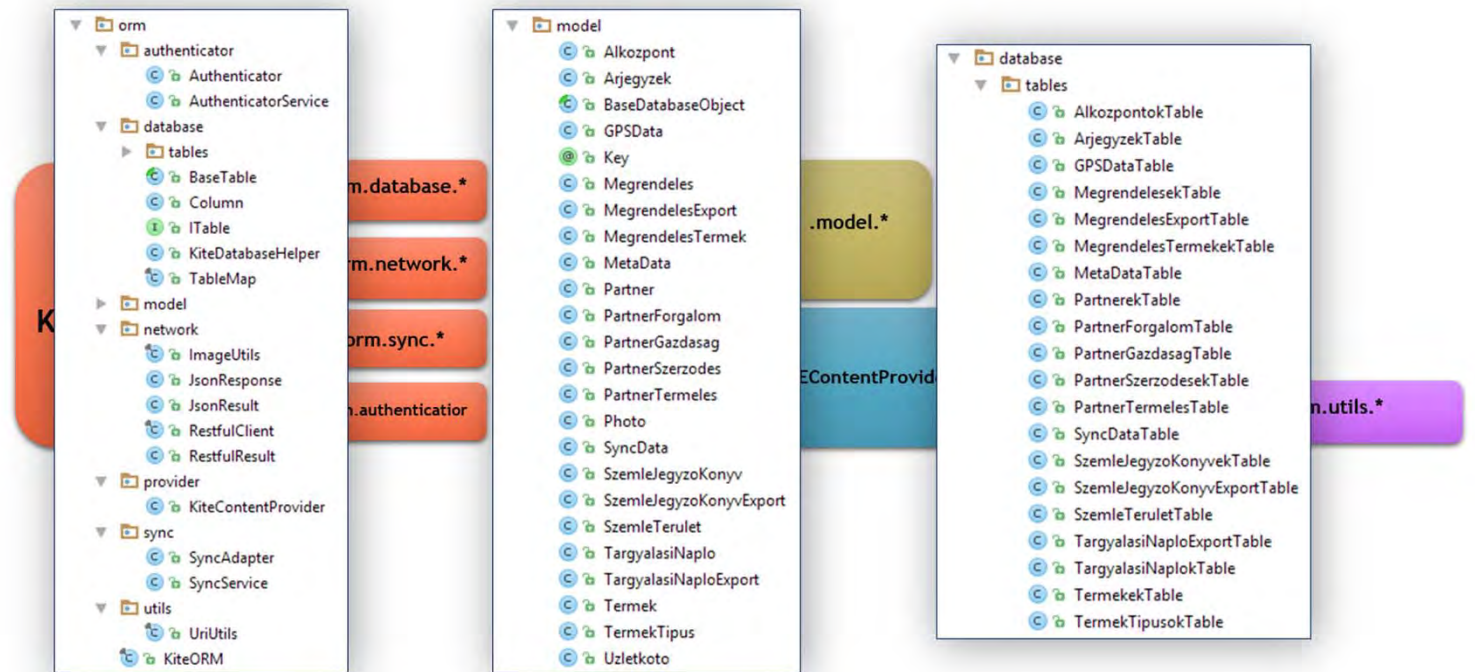 orm
authenticator
Authenticator
AuthenticatorService
database
tables
BaseTable
Column
ITable
KiteDatabaseHelper
TableMap
model
network
ImageUtils
JsonResponse
JsonResult
RestfulClient
RestfulResult
provider
KiteContentProvider
sync
SyncAdapter
SyncService
utils
UriUtils
KiteORM
K
m.database.*
rm.network.*
orm.sync.*
n.authenticatior
model
Alkozpont
Arjegyzek
BaseDatabaseObject
GPSData
Key
Megrendeles
MegrendelesExport
MegrendelesTermek
MetaData
Partner
PartnerForgalom
PartnerGazdasag
PartnerSzerzodes
PartnerTermeles
Photo
SyncData
SzemleJegyzoKonyv
SzemleJegyzoKonyvExport
SzemleTerulet
TargyalasiNaplo
TargyalasiNaploExport
Termek
TermekTipus
Uzletkoto
.model.*
EContentProvide
database
tables
AlkozpontokTable
ArjegyzekTable
GPSDataTable
MegrendelesekTable
MegrendelesExportTable
MegrendelesTermekekTable
MetaDataTable
PartnerekTable
PartnerForgalomTable
PartnerGazdasagTable
PartnerSzerzodesekTable
PartnerTermelesTable
SyncDataTable
SzemleJegyzoKonyvekTable
SzemleJegyzoKonyvExportTable
SzemleTeruletTable
TargyalasiNaploExportTable
TargyalasiNaplokTable
TermekekTable
TermekTipusokTable
m.utils.*